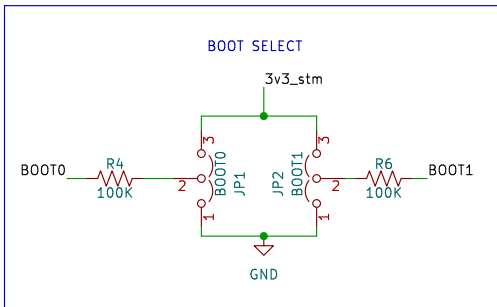 BOOT SELECT
3v3_stm
3
3
BOOT0
R4
100K
2
BOOT0
JP1
JP2
BOOT1
2
R6
100K
BOOT1
1
1
GND